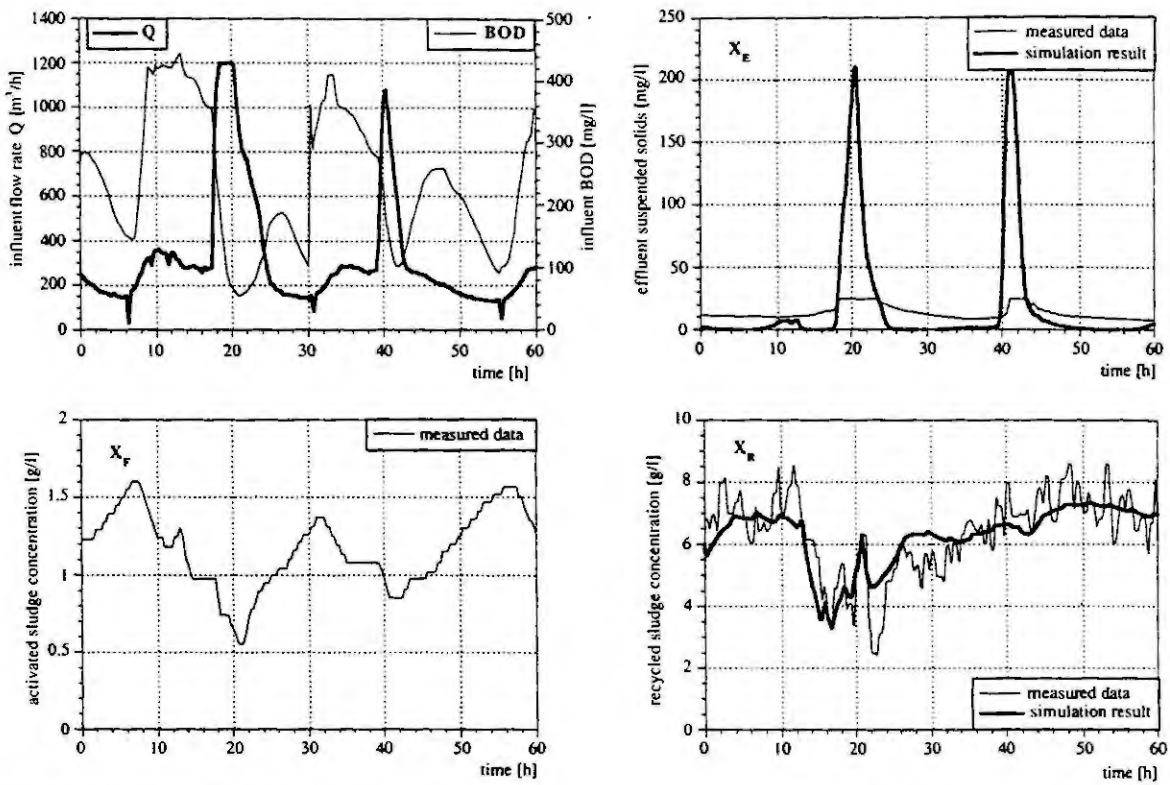 Q
BOD
1400
1200
1000
800
600
400
200
0
influent flow rate Q [m³/h]
500
400
300
200
100
0
influent BOD [mg/l]
0 10 20 30 40 50 60
time [h]
X_E
measured data
simulation result
250
200
150
100
50
0
effluent suspended solids [mg/l]
0 10 20 30 40 50 60
time [h]
X_F
measured data
2
1.5
1
0.5
0
activated sludge concentration [g/l]
0 10 20 30 40 50 60
time [h]
X_R
10
8
6
4
2
0
recycled sludge concentration [g/l]
measured data
simulation result
0 10 20 30 40 50 60
time [h]